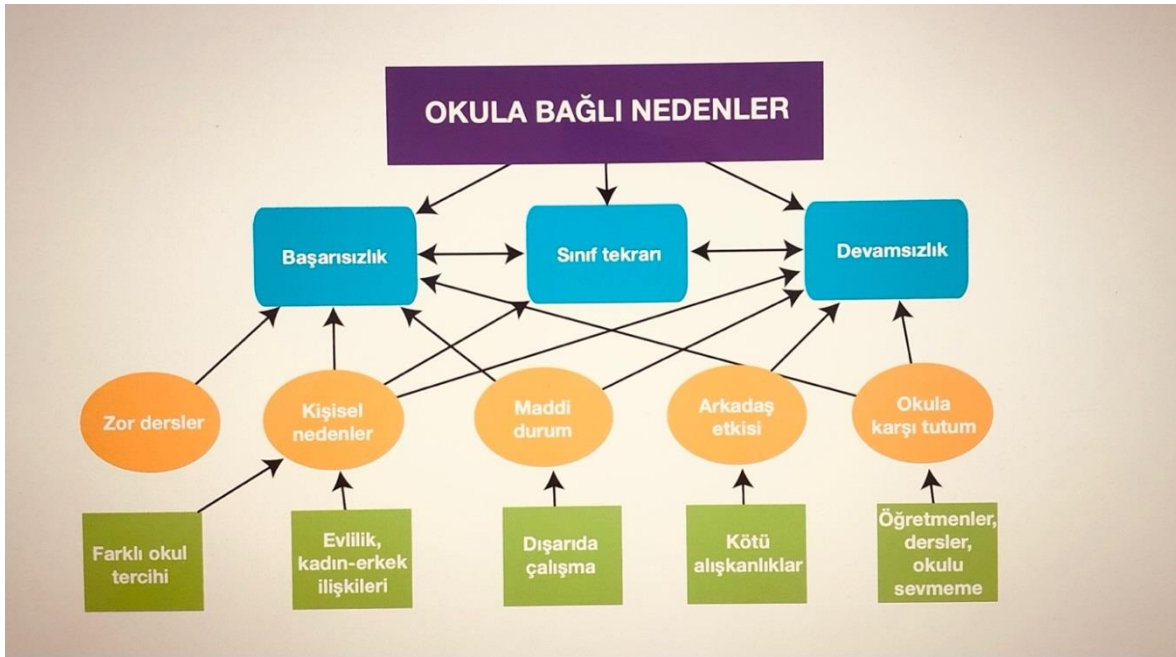 OKULA BAĞLI NEDENLER
Başarısızlık
Sınıf tekrarı
Devamsızlık
Zor dersler
Kişisel
nedenler
Maddi
durum
Arkadaş
etkisi
Okula
karşı tutum
Farklı okul
tercihi
Evlilik,
kadın-erkek
ilişkileri
Dışarıda
çalışma
Kötü
alışkanlıklar
Öğretmenler,
dersler,
okulu
sevmeme